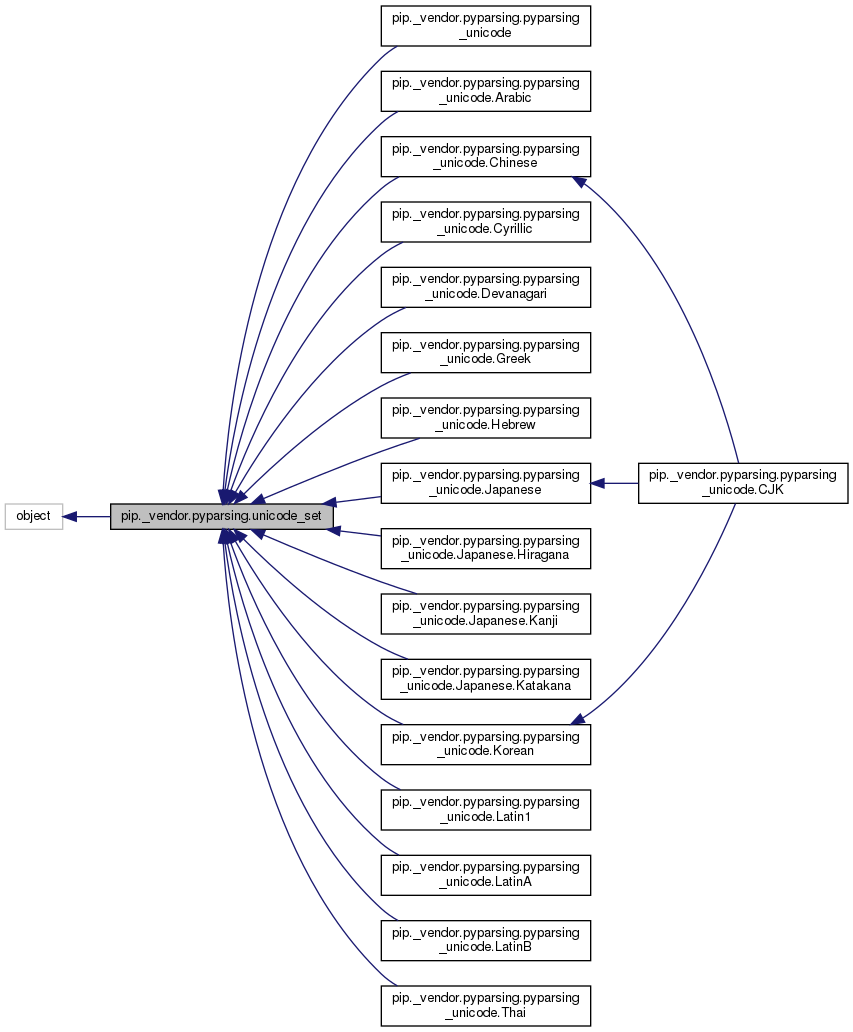 pip._vendor.pyparsing.pyparsing
_unicode
pip._vendor.pyparsing.pyparsing
_unicode.Arabic
pip._vendor.pyparsing.pyparsing
_unicode.Chinese
pip._vendor.pyparsing.pyparsing
_unicode.Cyrillic
pip._vendor.pyparsing.pyparsing
_unicode.Devanagari
pip._vendor.pyparsing.pyparsing
_unicode.Greek
pip._vendor.pyparsing.pyparsing
_unicode.Hebrew
pip._vendor.pyparsing.pyparsing
_unicode.Japanese
pip._vendor.pyparsing.pyparsing
_unicode.CJK
object
pip._vendor.pyparsing.unicode_set
pip._vendor.pyparsing.pyparsing
_unicode.Japanese.Hiragana
pip._vendor.pyparsing.pyparsing
_unicode.Japanese.Kanji
pip._vendor.pyparsing.pyparsing
_unicode.Japanese.Katakana
pip._vendor.pyparsing.pyparsing
_unicode.Korean
pip._vendor.pyparsing.pyparsing
_unicode.Latin1
pip._vendor.pyparsing.pyparsing
_unicode.LatinA
pip._vendor.pyparsing.pyparsing
_unicode.LatinB
pip._vendor.pyparsing.pyparsing
_unicode.Thai